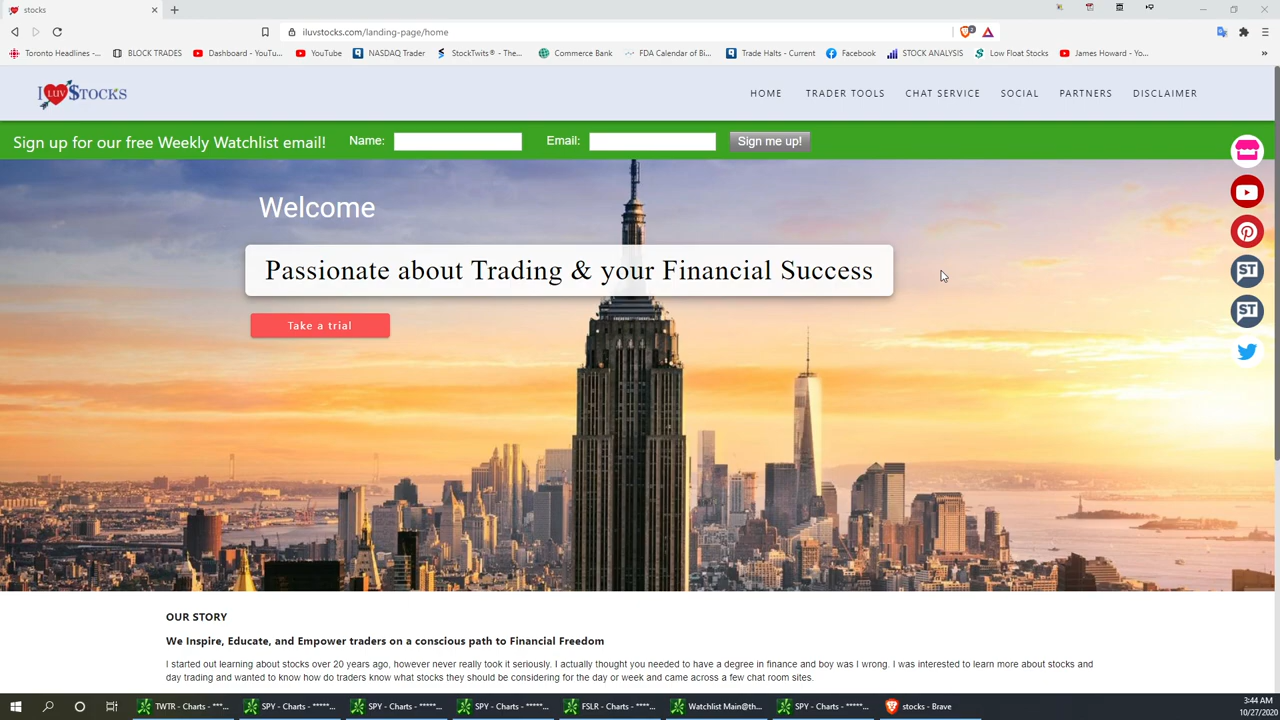 stocks
iluvstocks.com/landing-page/home
Toronto Headlines -... BLOCK TRADES Dashboard - YouTu... YouTube NASDAQ Trader StockTwits® - The... Commerce Bank FDA Calendar of Bi... Trade Halts - Current Facebook STOCK ANALYSIS Low Float Stocks James Howard - Yo...
I LUV $TOCKS
HOME TRADER TOOLS CHAT SERVICE SOCIAL PARTNERS DISCLAIMER
Sign up for our free Weekly Watchlist email! Name: Email: Sign me up!
Welcome
Passionate about Trading & your Financial Success
Take a trial
ST
ST
OUR STORY
We Inspire, Educate, and Empower traders on a conscious path to Financial Freedom
I started out learning about stocks over 20 years ago, however never really took it seriously. I actually thought you needed to have a degree in finance and boy was I wrong. I was interested to learn more about stocks and
day trading and wanted to know how do traders know what stocks they should be considering for the day or week and came across a few chat room sites.
TWTR - Charts - ***... SPY - Charts - *****... SPY - Charts - *****... SPY - Charts - *****... FSLR - Charts - ***... Watchlist Main@th... SPY - Charts - *****... stocks - Brave
3:44 AM
10/27/2020